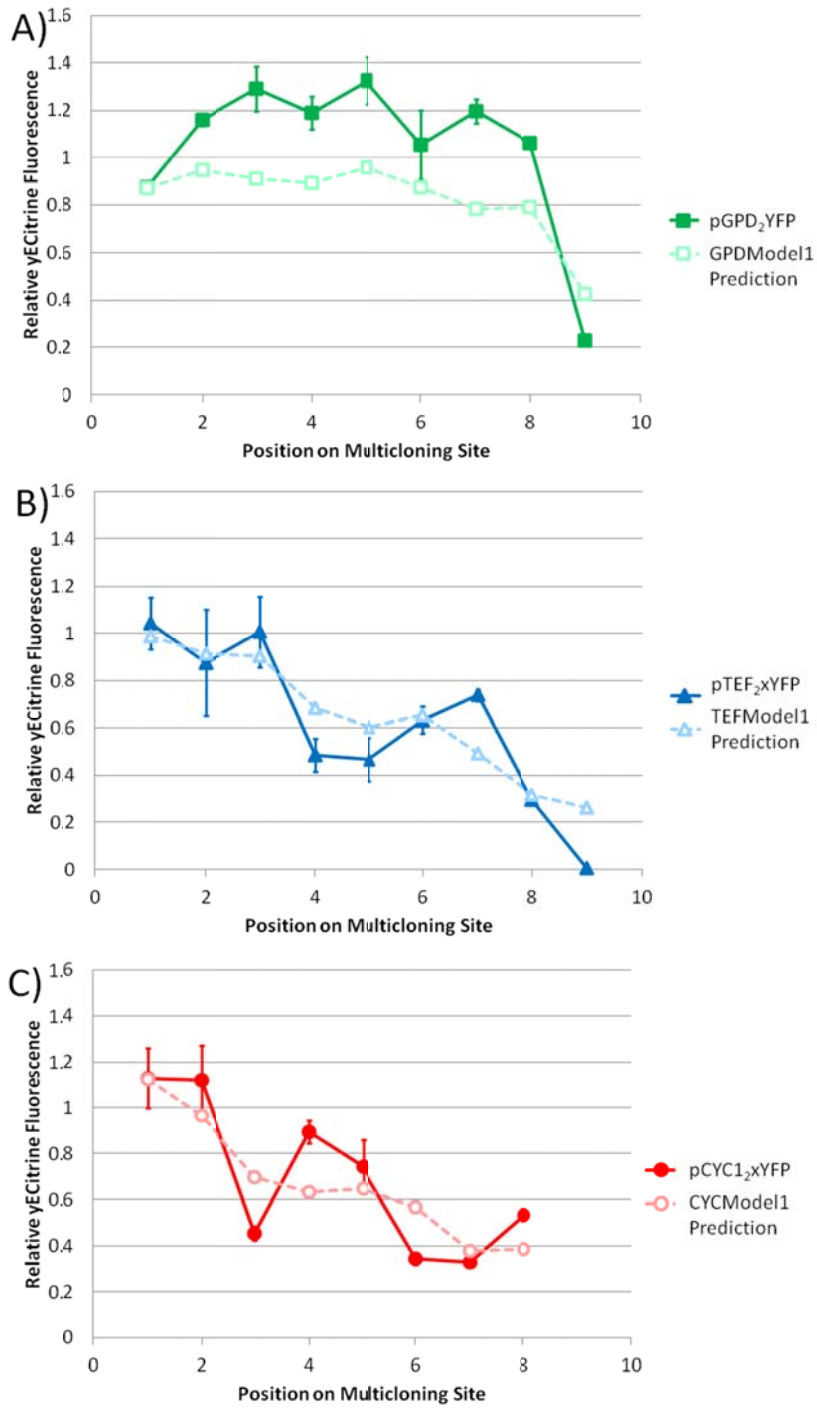 A)
Relative yECitrine Fluorescence
1.6
1.4
1.2
1
0.8
0.6
0.4
0.2
0
0 2 4 6 8 10
Position on Multicloning Site
pGPD₂YFP
GPDModel1
Prediction
B)
Relative yECitrine Fluorescence
1.6
1.4
1.2
1
0.8
0.6
0.4
0.2
0
0 2 4 6 8 10
Position on Multicloning Site
pTEF₂xYFP
TEFModel1
Prediction
C)
Relative yECitrine Fluorescence
1.6
1.4
1.2
1
0.8
0.6
0.4
0.2
0
0 2 4 6 8 10
Position on Multicloning Site
pCYC1₂xYFP
CYCModel1
Prediction